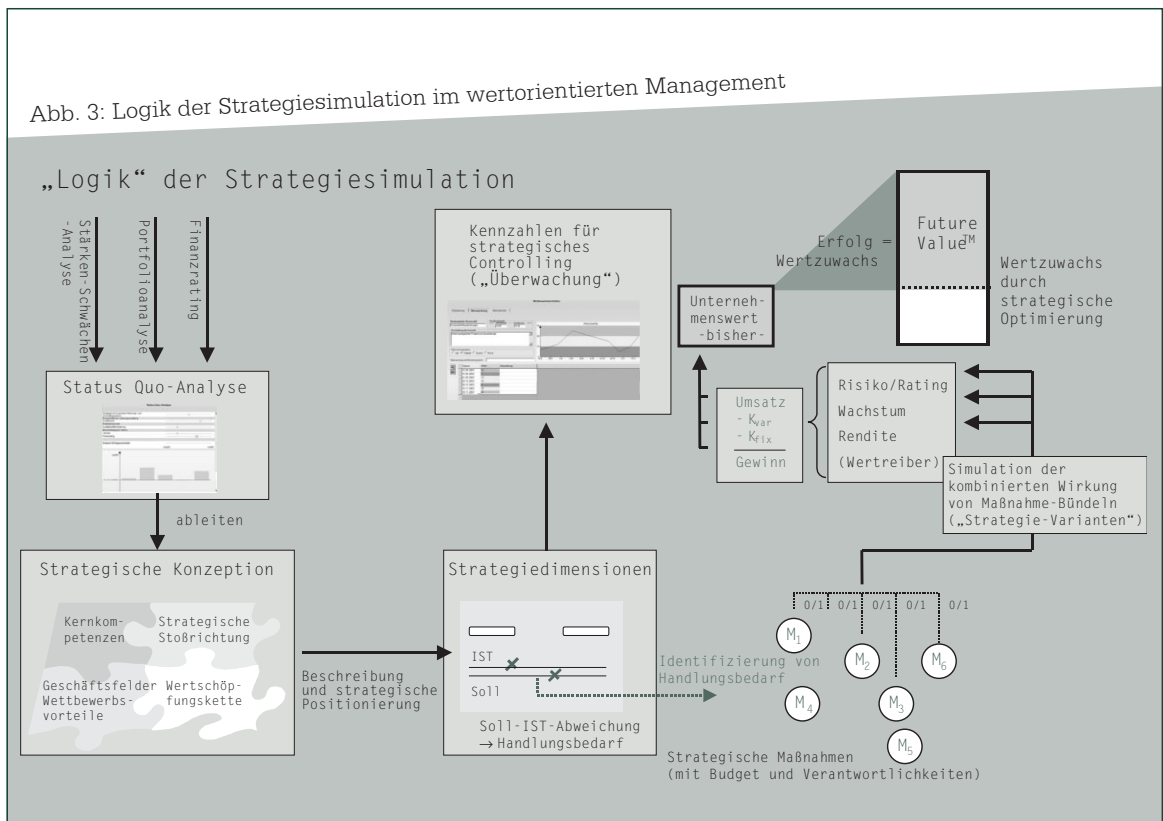 Abb. 3: Logik der Strategiesimulation im wertorientierten Management
„Logik“ der Strategiesimulation
Stärken-Schwächen
-Analyse
Portfolioanalyse
Finanzrating
Status Quo-Analyse
ableiten
Strategische Konzeption
Kernkom-
petenzen
Strategische
Stoßrichtung
Geschäftsfelder
Wettbewerbs-
vorteile
Wertschöp-
fungskette
Beschreibung
und strategische
Positionierung
Kennzahlen für
strategisches
Controlling
(„Überwachung“)
Strategiedimensionen
IST
Soll
Soll-IST-Abweichung
→ Handlungsbedarf
Identifizierung von
Handlungsbedarf
Unterneh-
menswert
-bisher-
Erfolg =
Wertzuwachs
Future
Value™
Wertzuwachs
durch
strategische
Optimierung
Umsatz
- Kvar
- Kfix
Gewinn
Risiko/Rating
Wachstum
Rendite
(Wertreiber)
Simulation der
kombinierten Wirkung
von Maßnahme-Bündeln
(„Strategie-Varianten“)
0/1 0/1 0/1 0/1 0/1
M1
M2
M6
M4
M3
M5
Strategische Maßnahmen
(mit Budget und Verantwortlichkeiten)